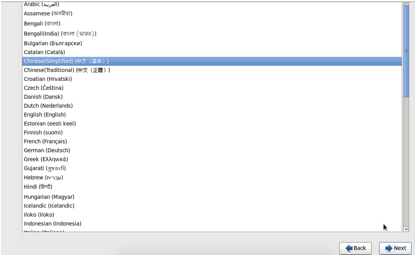 Arabic (العربية)
Assamese (অসমীয়া)
Bengali (বাংলা)
Bengali(India) (বাংলা (ভারত))
Bulgarian (Български)
Catalan (Català)
Chinese(Simplified) (中文（简体）)
Chinese(Traditional) (中文（正體）)
Croatian (Hrvatski)
Czech (Čeština)
Danish (Dansk)
Dutch (Nederlands)
English (English)
Estonian (eesti keel)
Finnish (suomi)
French (Français)
German (Deutsch)
Greek (Ελληνικά)
Gujarati (ગુજરાતી)
Hebrew (עברית)
Hindi (हिन्दी)
Hungarian (Magyar)
Icelandic (Icelandic)
Iloko (Iloko)
Indonesian (Indonesia)
Back
Next